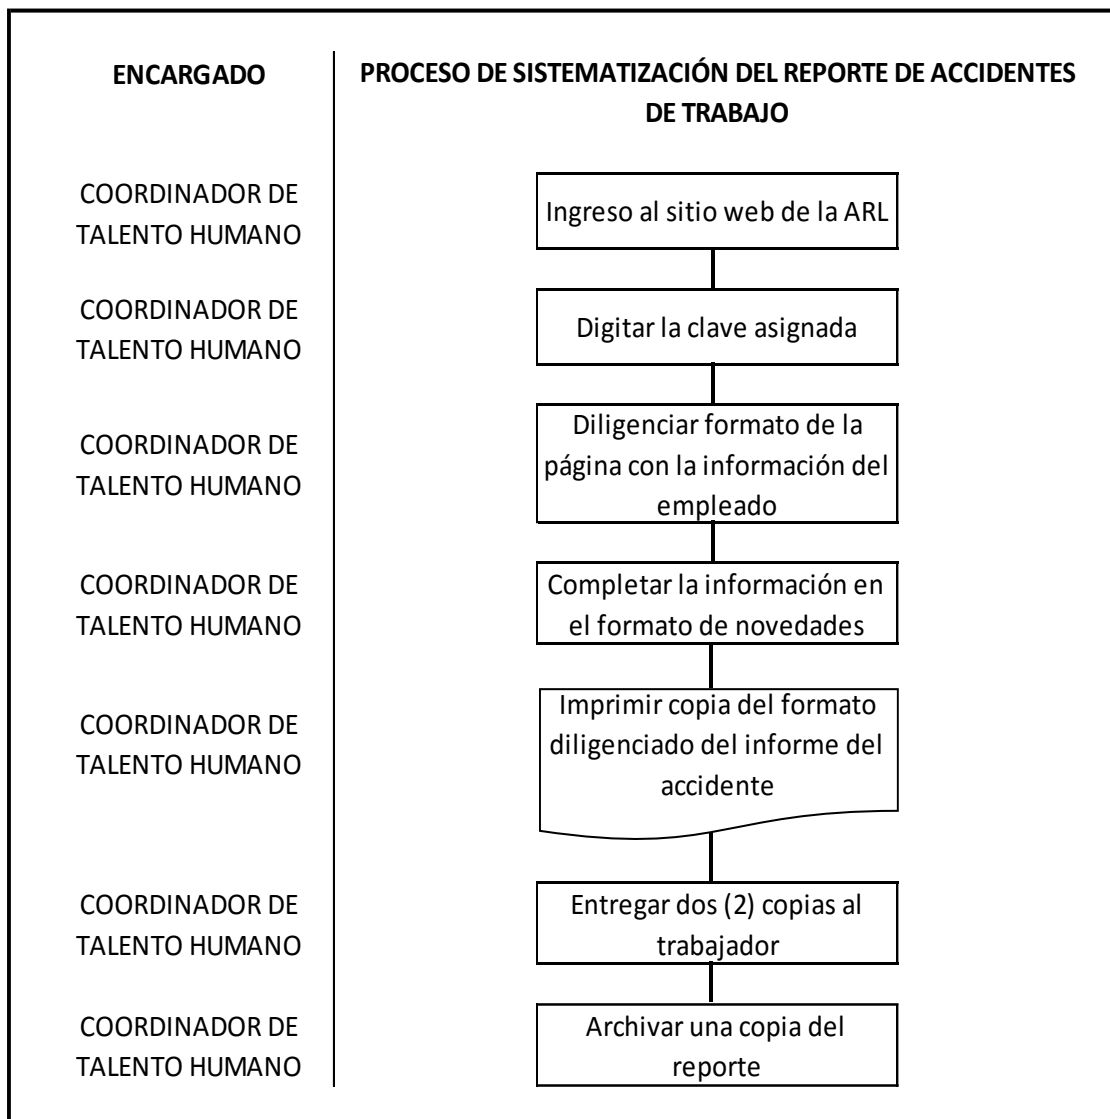 ENCARGADO
PROCESO DE SISTEMATIZACIÓN DEL REPORTE DE ACCIDENTES
DE TRABAJO
COORDINADOR DE
TALENTO HUMANO
Ingreso al sitio web de la ARL
COORDINADOR DE
TALENTO HUMANO
Digitar la clave asignada
COORDINADOR DE
TALENTO HUMANO
Diligenciar formato de la
página con la información del
empleado
COORDINADOR DE
TALENTO HUMANO
Completar la información en
el formato de novedades
COORDINADOR DE
TALENTO HUMANO
Imprimir copia del formato
diligenciado del informe del
accidente
COORDINADOR DE
TALENTO HUMANO
Entregar dos (2) copias al
trabajador
COORDINADOR DE
TALENTO HUMANO
Archivar una copia del
reporte